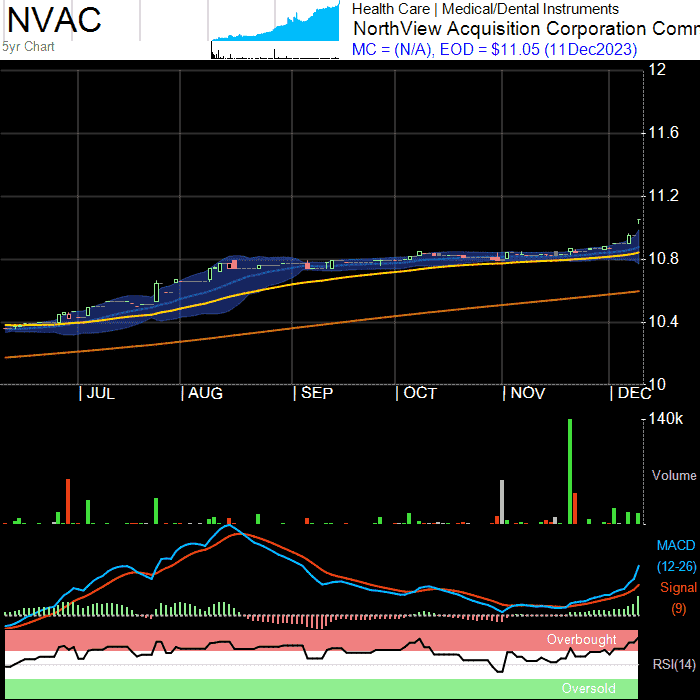 NVAC
5yr Chart
Health Care | Medical/Dental Instruments
NorthView Acquisition Corporation Comm
MC = (N/A), EOD = $11.05 (11Dec2023)
12
11.6
11.2
10.8
10.4
10
| JUL | AUG | SEP | OCT | NOV | DEC
140k
Volume
MACD
(12-26)
Signal
(9)
Overbought
RSI(14)
Oversold